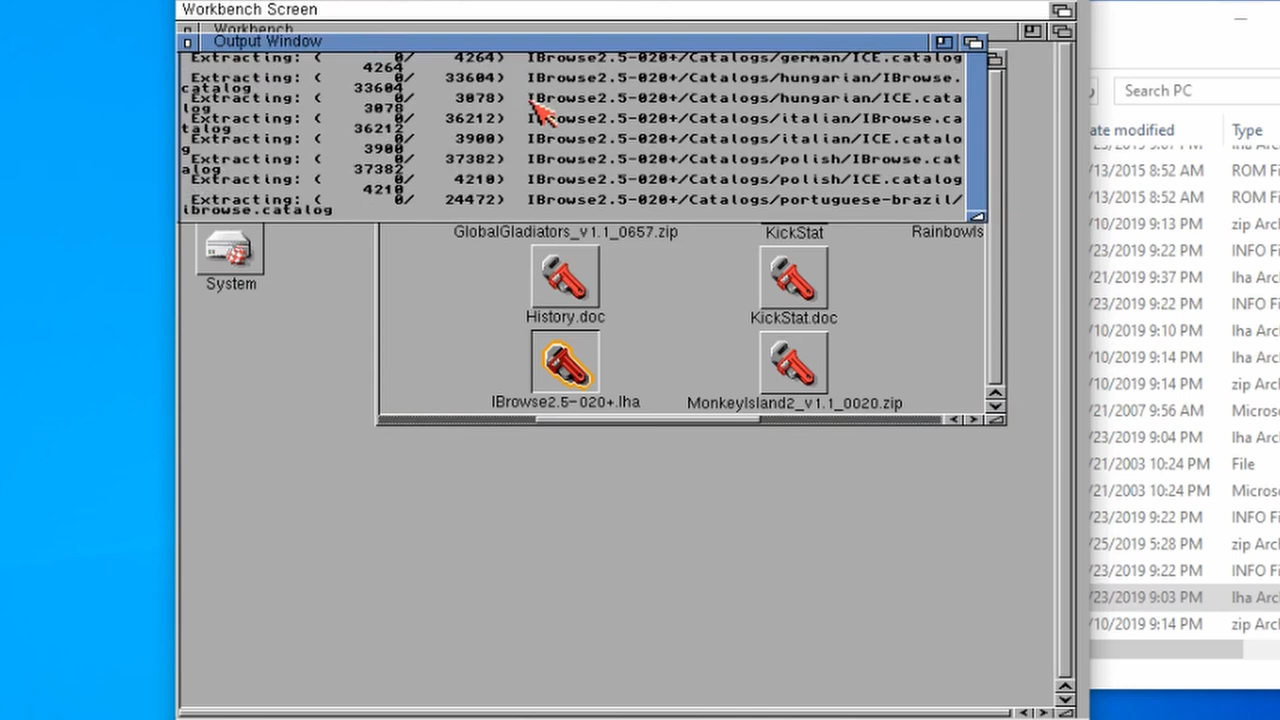 Workbench Screen
Workbench
Output Window
Extracting: ( 0/ 4264) IBrowse2.5-020+/Catalogs/german/ICE.catalog
4264
Extracting: ( 0/ 33604) IBrowse2.5-020+/Catalogs/hungarian/IBrowse.
catalog 33604
Extracting: ( 0/ 3078) IBrowse2.5-020+/Catalogs/hungarian/ICE.cata
log 3078
Extracting: ( 0/ 36212) IBrowse2.5-020+/Catalogs/italian/IBrowse.ca
talog 36212
Extracting: ( 0/ 3900) IBrowse2.5-020+/Catalogs/italian/ICE.catalo
g 3900
Extracting: ( 0/ 37382) IBrowse2.5-020+/Catalogs/polish/IBrowse.cat
alog 37382
Extracting: ( 0/ 4210) IBrowse2.5-020+/Catalogs/polish/ICE.catalog
4210
Extracting: ( 0/ 24472) IBrowse2.5-020+/Catalogs/portuguese-brazil/
ibrowse.catalog
GlobalGladiators_v1.1_0657.zip KickStat Rainbowls
System
History.doc KickStat.doc
IBrowse2.5-020+.lha MonkeyIsland2_v1.1_0020.zip
Search PC
ate modified Type
/13/2015 8:52 AM ROM F
/13/2015 8:52 AM ROM F
/10/2019 9:13 PM zip Arc
/23/2019 9:22 PM INFO Fi
/21/2019 9:37 PM lha Arc
/23/2019 9:22 PM INFO Fi
/10/2019 9:10 PM lha Arc
/10/2019 9:14 PM lha Arc
/10/2019 9:14 PM zip Arc
/21/2007 9:56 AM Microso
/23/2019 9:04 PM lha Arc
/21/2003 10:24 PM File
/21/2003 10:24 PM Microso
/23/2019 9:22 PM INFO Fi
/25/2019 5:28 PM zip Arc
/23/2019 9:22 PM INFO Fi
/23/2019 9:03 PM lha Arc
/10/2019 9:14 PM zip Arc